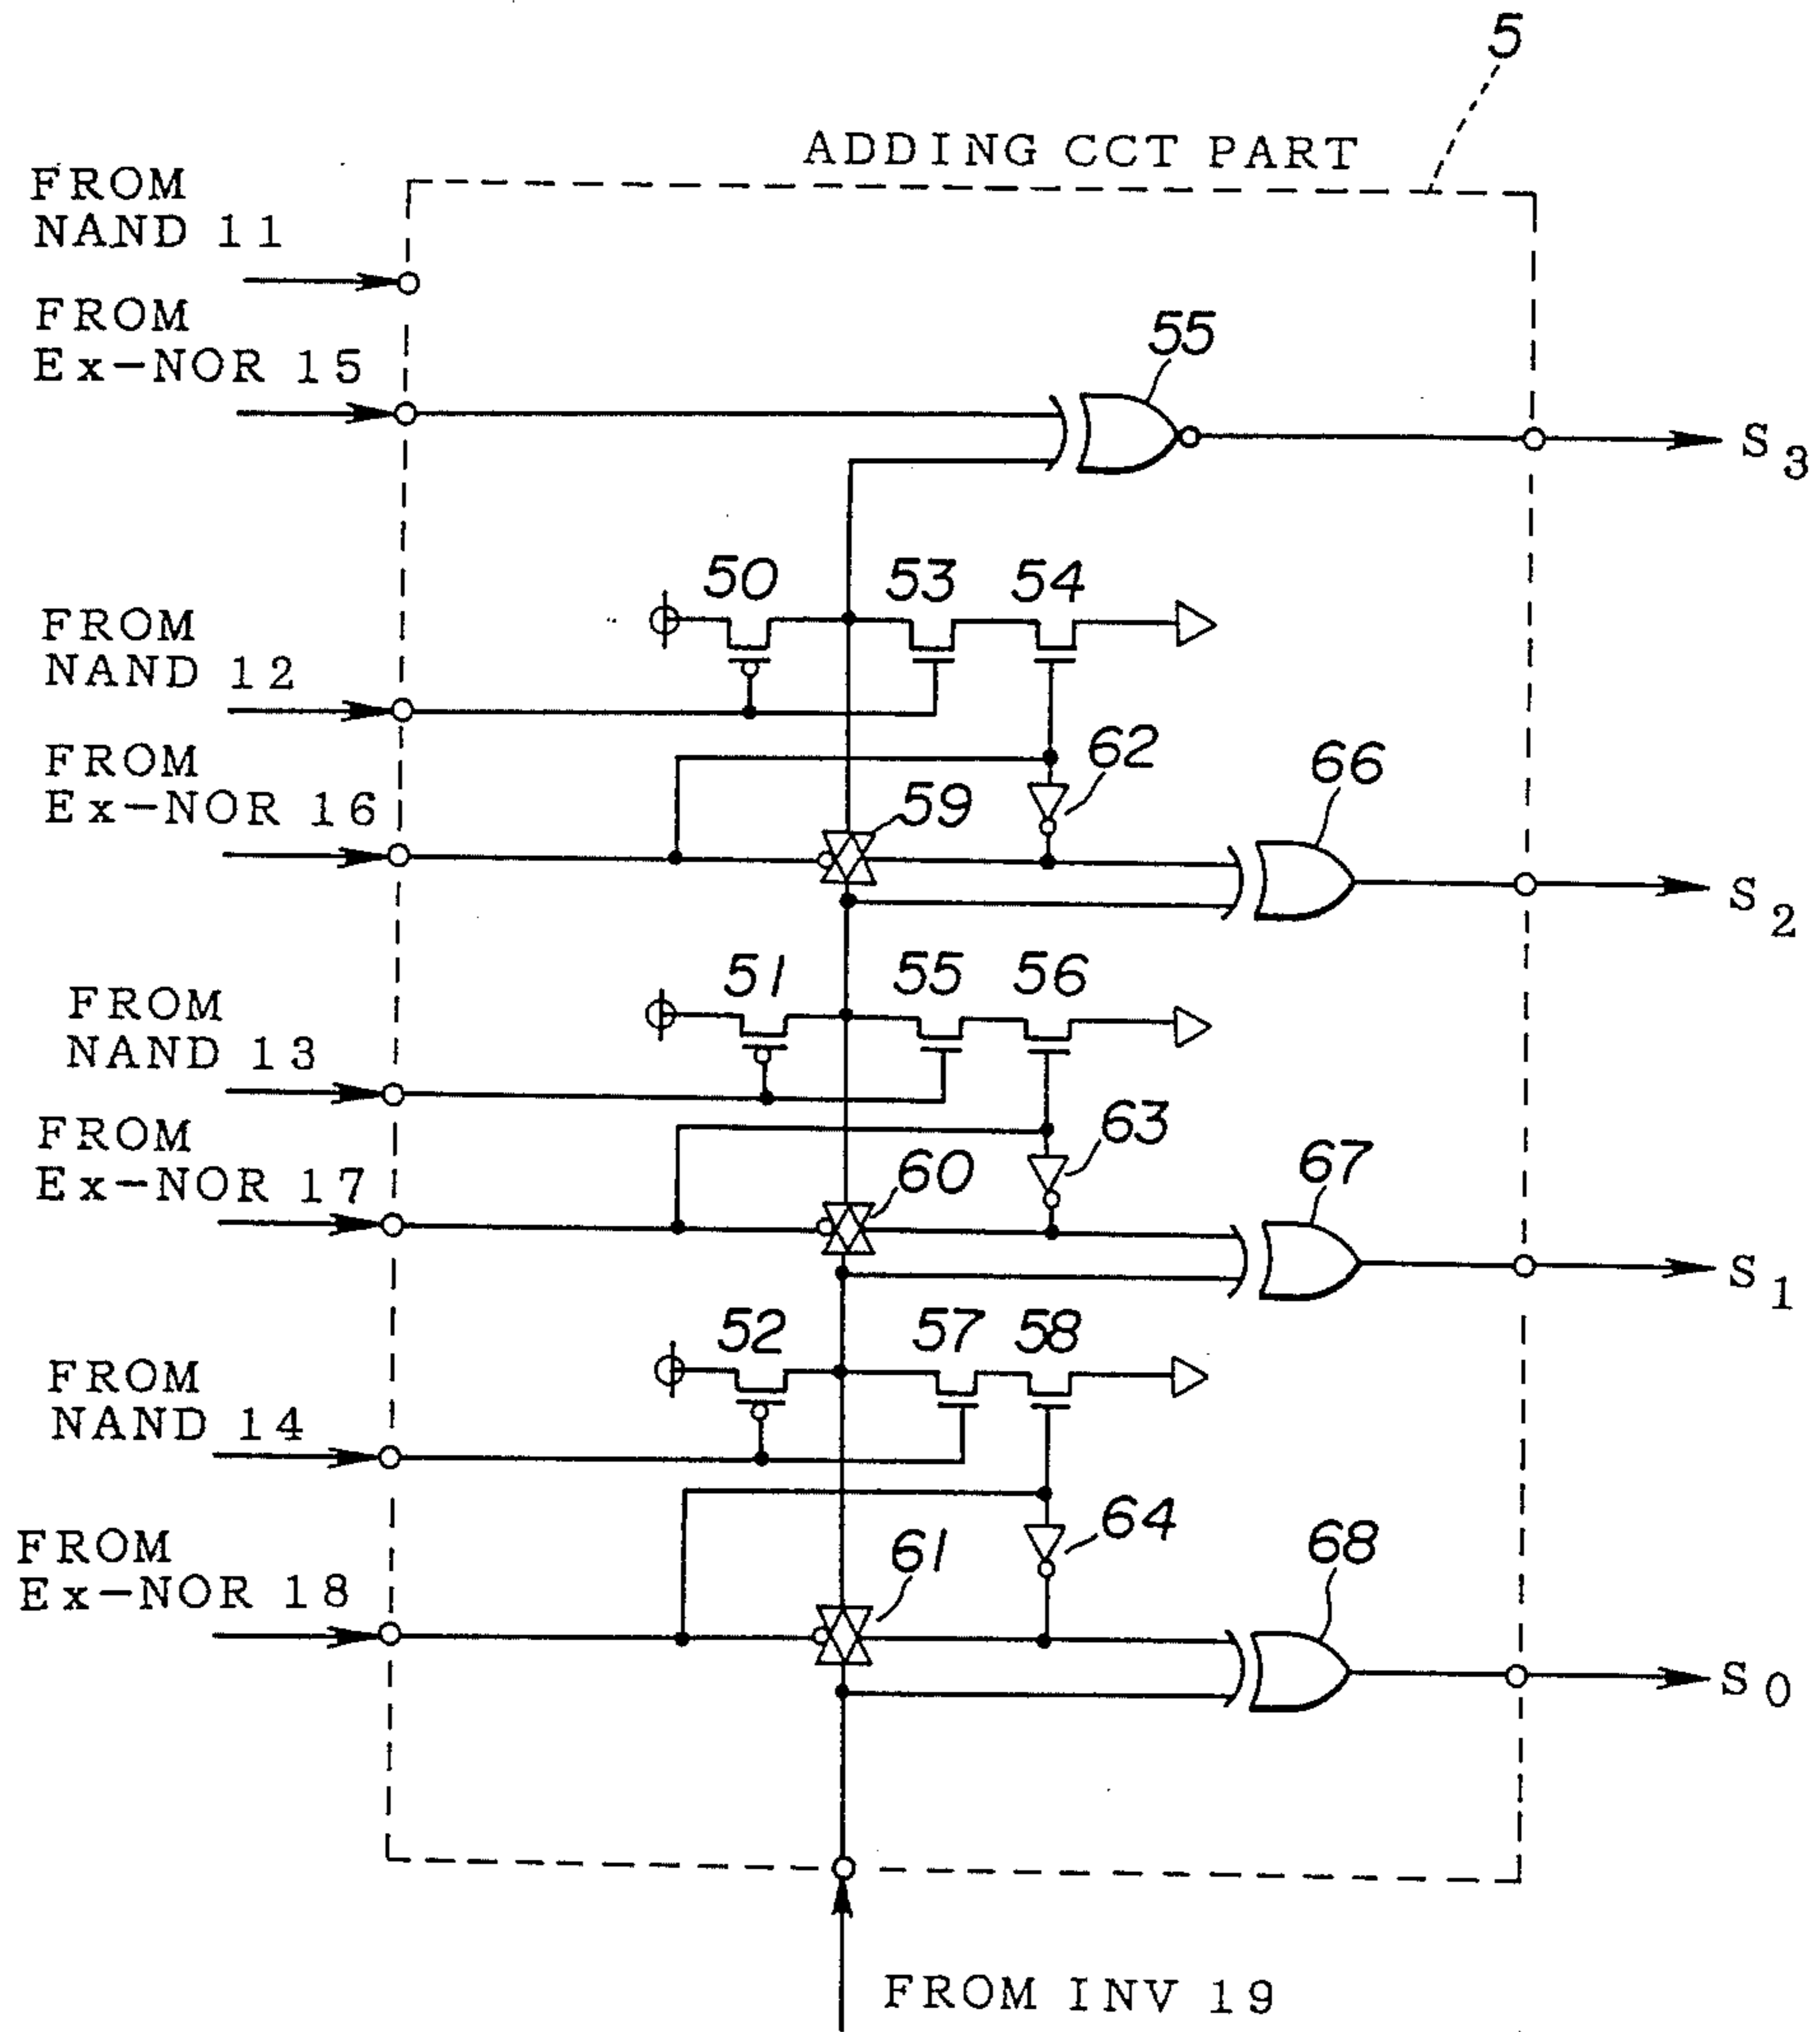 5
ADDING CCT PART
FROM
NAND 11
FROM
Ex-NOR 15
55
S3
50 53 54
FROM
NAND 12
FROM
Ex-NOR 16
62
59
66
S2
51 55 56
FROM
NAND 13
FROM
Ex-NOR 17
63
60
67
S1
52 57 58
FROM
NAND 14
FROM
Ex-NOR 18
64
61
68
S0
FROM INV 19